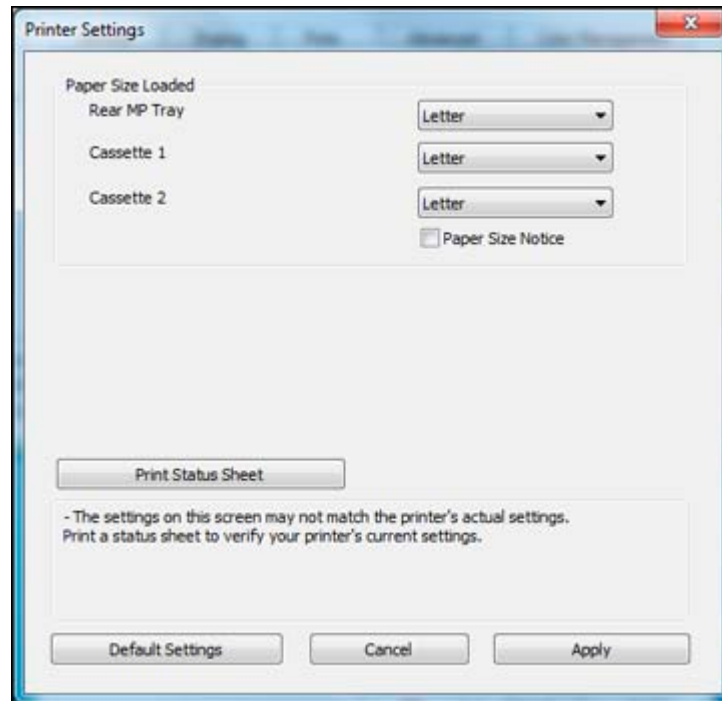 Printer Settings
Paper Size Loaded
Rear MP Tray
Letter
Cassette 1
Letter
Cassette 2
Letter
Paper Size Notice
Print Status Sheet
- The settings on this screen may not match the printer's actual settings.
Print a status sheet to verify your printer's current settings.
Default Settings
Cancel
Apply